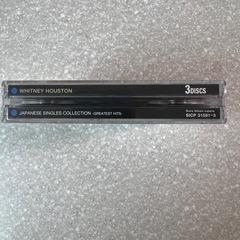 WHITNEY HOUSTON 3DISCS
JAPANESE SINGLES COLLECTION -GREATEST HITS- SICP 31591~3